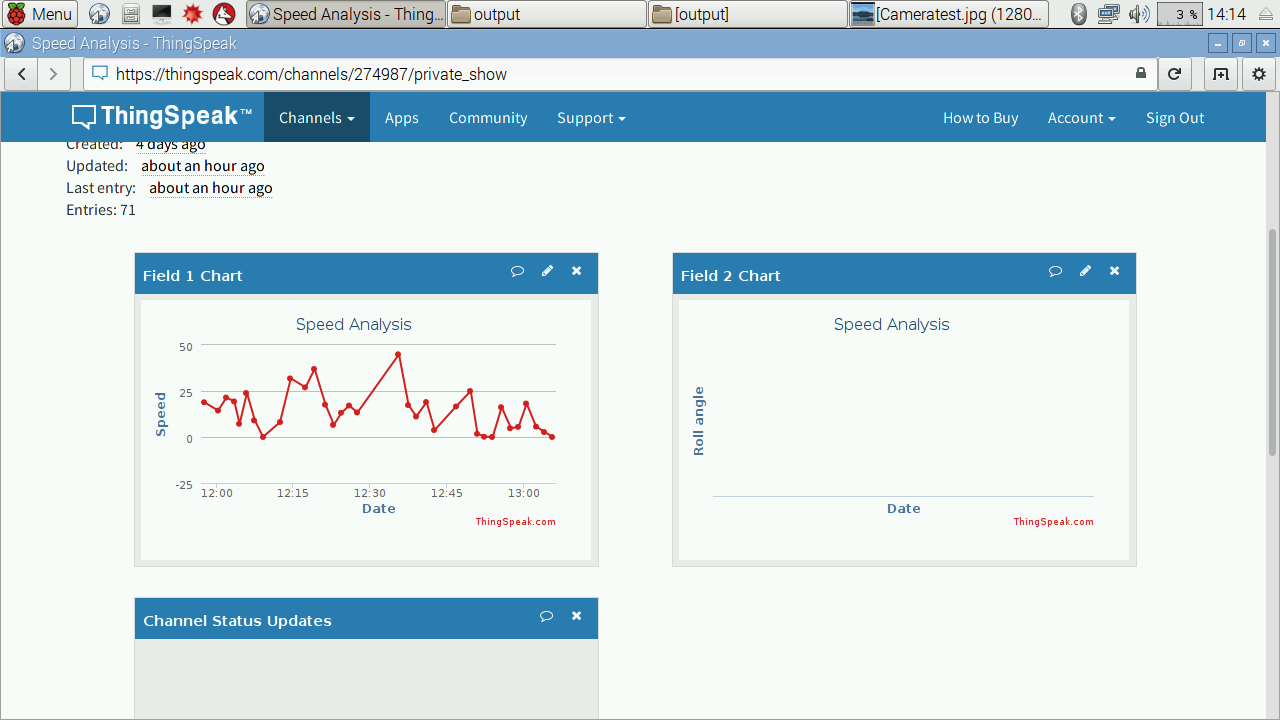 Menu
Speed Analysis - Thing...
output
[output]
[Cameratest.jpg (1280...
3 %
14:14
Speed Analysis - ThingSpeak
https://thingspeak.com/channels/274987/private_show
ThingSpeak™
Channels
Apps
Community
Support
How to Buy
Account
Sign Out
Created: 4 days ago
Updated: about an hour ago
Last entry: about an hour ago
Entries: 71
Field 1 Chart
Speed Analysis
50
25
0
-25
Speed
12:00 12:15 12:30 12:45 13:00
Date
ThingSpeak.com
Field 2 Chart
Speed Analysis
Roll angle
Date
ThingSpeak.com
Channel Status Updates